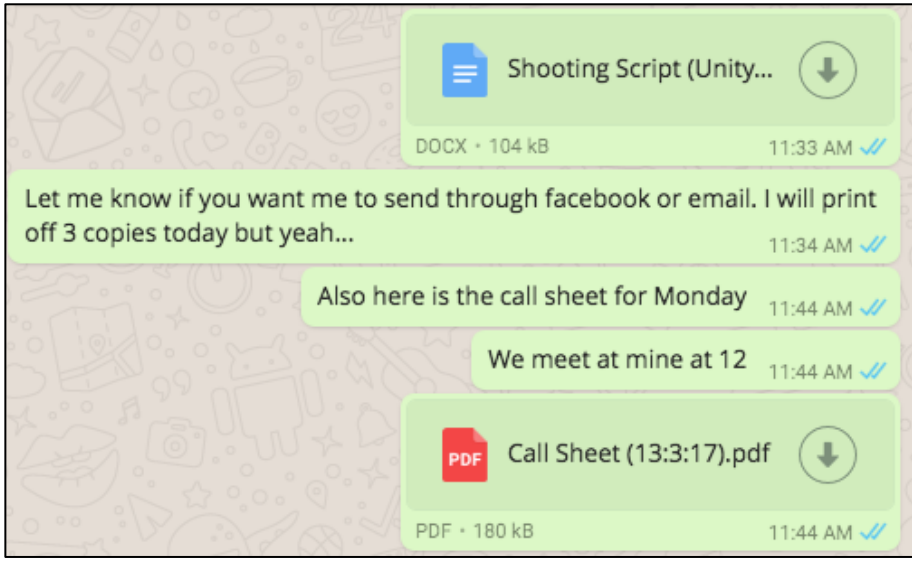 Shooting Script (Unity...
DOCX • 104 kB
11:33 AM
Let me know if you want me to send through facebook or email. I will print
off 3 copies today but yeah...
11:34 AM
Also here is the call sheet for Monday
11:44 AM
We meet at mine at 12
11:44 AM
PDF
Call Sheet (13:3:17).pdf
PDF • 180 kB
11:44 AM